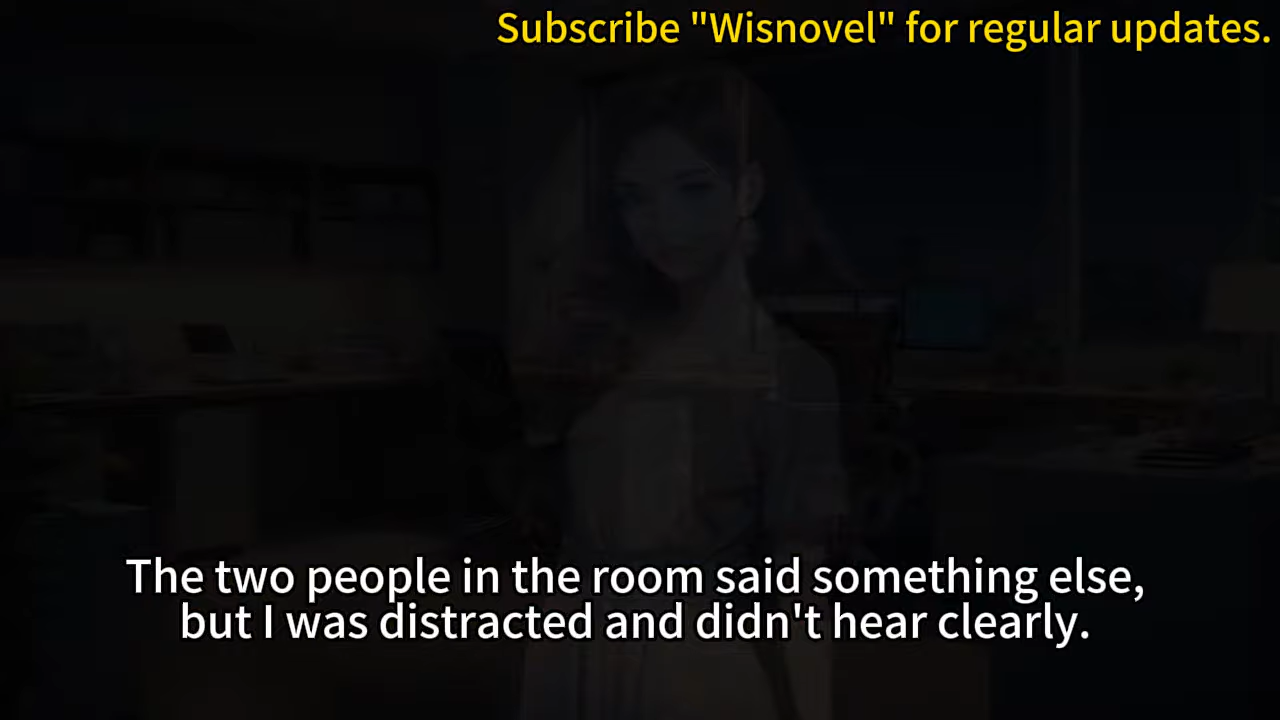 Subscribe "Wisnovel" for regular updates.
The two people in the room said something else,
but I was distracted and didn't hear clearly.